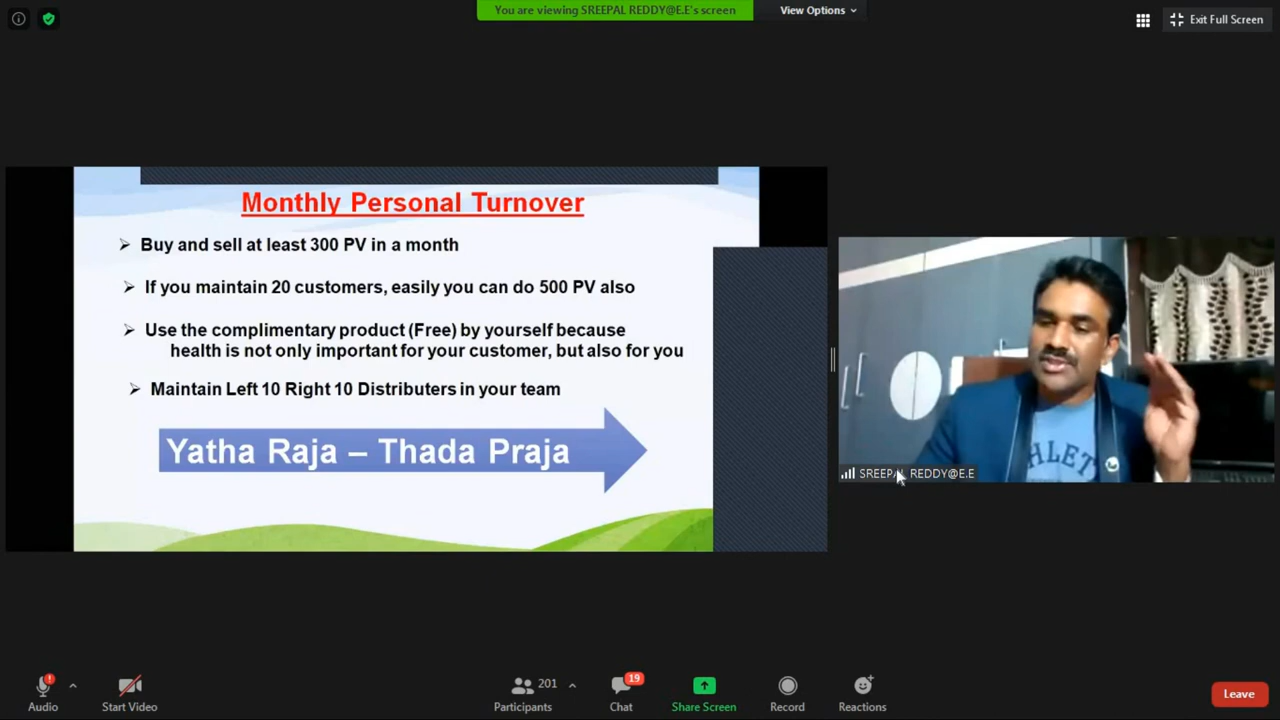 You are viewing SREEPAL REDDY@E.E's screen
View Options
Exit Full Screen
Monthly Personal Turnover
Buy and sell at least 300 PV in a month
If you maintain 20 customers, easily you can do 500 PV also
Use the complimentary product (Free) by yourself because
health is not only important for your customer, but also for you
Maintain Left 10 Right 10 Distributers in your team
Yatha Raja – Thada Praja
HLET
SREEPAL REDDY@E.E
201
19
Audio
Start Video
Participants
Chat
Share Screen
Record
Reactions
Leave